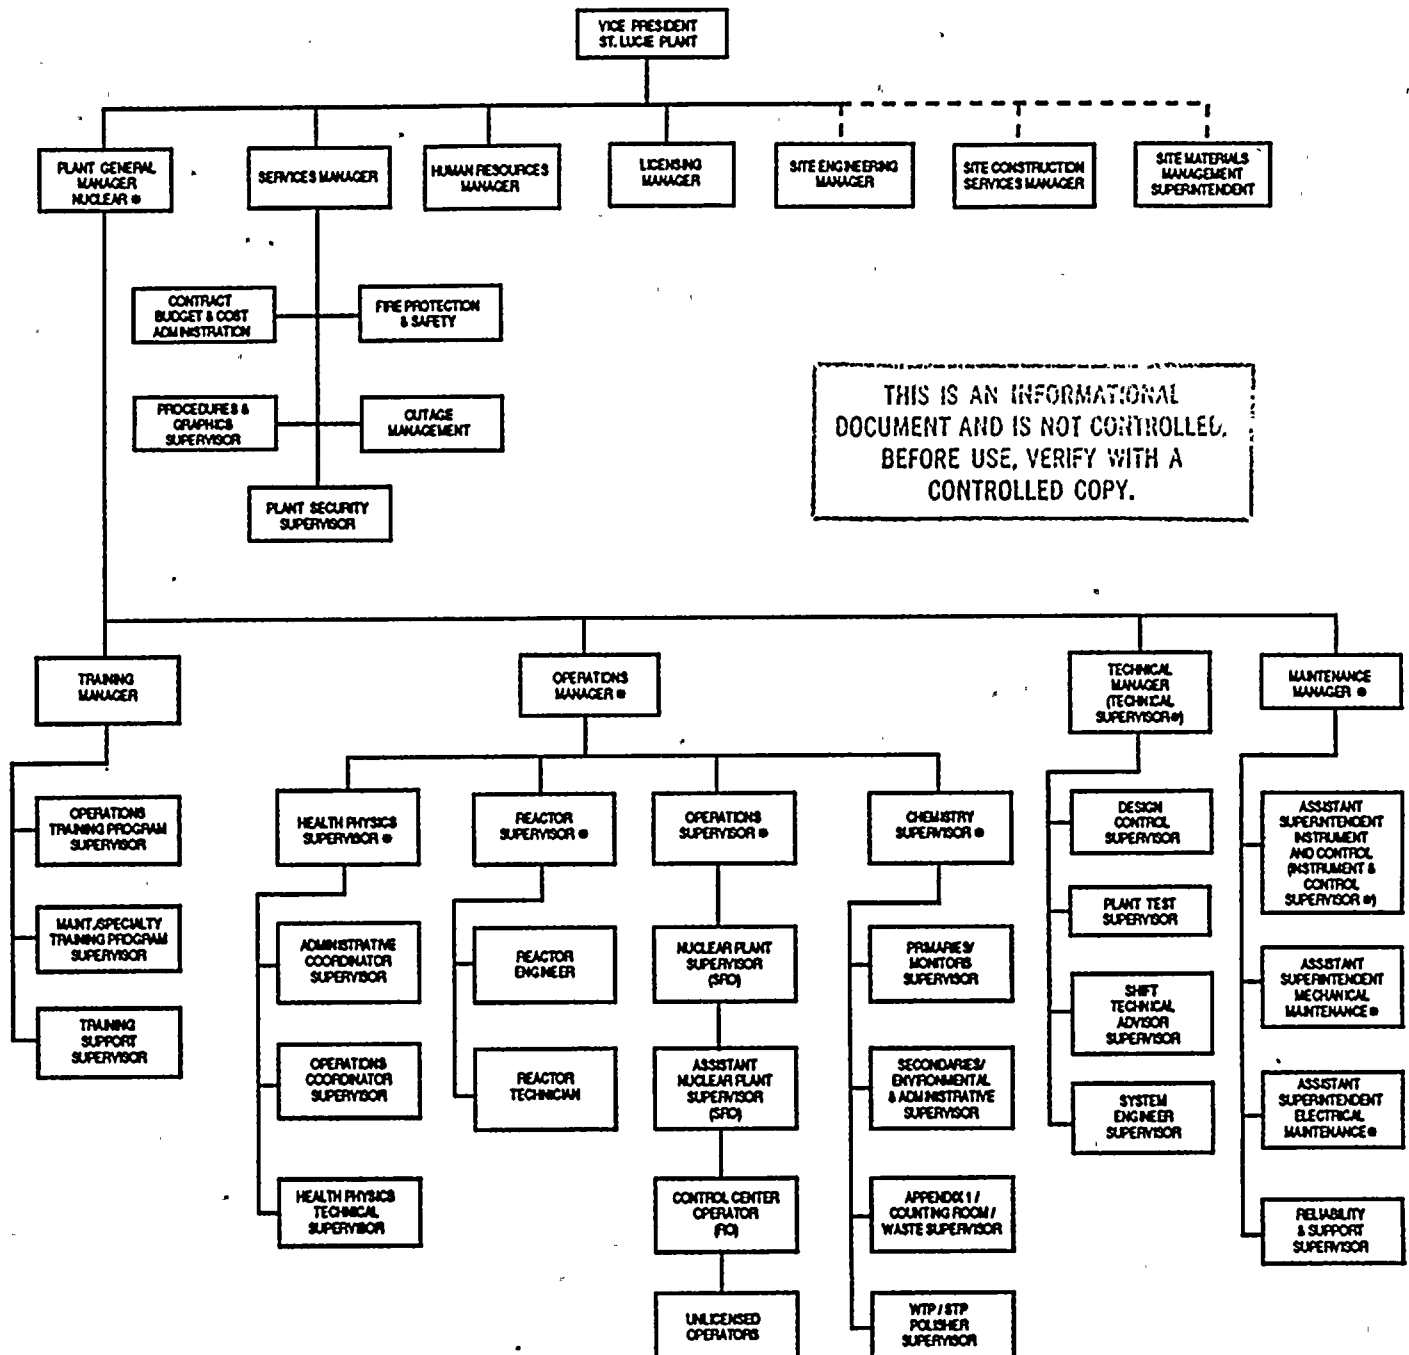 VICE PRESIDENT
ST. LUCIE PLANT
PLANT GENERAL
MANAGER
NUCLEAR *
SERVICES MANAGER
HUMAN RESOURCES
MANAGER
LICENSING
MANAGER
SITE ENGINEERING
MANAGER
SITE CONSTRUCTION
SERVICES MANAGER
SITE MATERIALS
MANAGEMENT
SUPERINTENDENT
CONTRACT
BUDGET & COST
ADMINISTRATION
FIRE PROTECTION
& SAFETY
PROCEDURES &
GRAPHICS
SUPERVISOR
OUTAGE
MANAGEMENT
PLANT SECURITY
SUPERVISOR
THIS IS AN INFORMATIONAL
DOCUMENT AND IS NOT CONTROLLED.
BEFORE USE, VERIFY WITH A
CONTROLLED COPY.
TRAINING
MANAGER
OPERATIONS
MANAGER *
TECHNICAL
MANAGER
(TECHNICAL
SUPERVISOR *)
MAINTENANCE
MANAGER *
OPERATIONS
TRAINING PROGRAM
SUPERVISOR
MAINT./SPECIALTY
TRAINING PROGRAM
SUPERVISOR
TRAINING
SUPPORT
SUPERVISOR
HEALTH PHYSICS
SUPERVISOR *
ADMINISTRATIVE
COORDINATOR
SUPERVISOR
OPERATIONS
COORDINATOR
SUPERVISOR
HEALTH PHYSICS
TECHNICAL
SUPERVISOR
REACTOR
SUPERVISOR *
REACTOR
ENGINEER
REACTOR
TECHNICIAN
OPERATIONS
SUPERVISOR *
NUCLEAR PLANT
SUPERVISOR
(SRO)
ASSISTANT
NUCLEAR PLANT
SUPERVISOR
(SRO)
CONTROL CENTER
OPERATOR
(RO)
UNLICENSED
OPERATORS
CHEMISTRY
SUPERVISOR *
PRIMARIES/
MONITORS
SUPERVISOR
SECONDARIES/
ENVIRONMENTAL
& ADMINISTRATIVE
SUPERVISOR
APPENDIX 1 /
COUNTING ROOM /
WASTE SUPERVISOR
WTP / STP
POLISHER
SUPERVISOR
DESIGN
CONTROL
SUPERVISOR
PLANT TEST
SUPERVISOR
SHIFT
TECHNICAL
ADVISOR
SUPERVISOR
SYSTEM
ENGINEER
SUPERVISOR
ASSISTANT
SUPERINTENDENT
INSTRUMENT
AND CONTROL
(INSTRUMENT &
CONTROL
SUPERVISOR *)
ASSISTANT
SUPERINTENDENT
MECHANICAL
MAINTENANCE *
ASSISTANT
SUPERINTENDENT
ELECTRICAL
MAINTENANCE *
RELIABILITY
& SUPPORT
SUPERVISOR